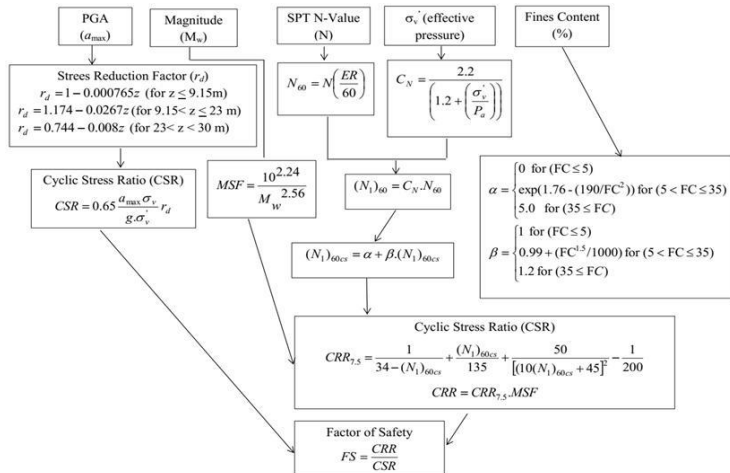 PGA
(a_max)
Magnitude
(M_w)
SPT N-Value
(N)
σ_v' (effective
pressure)
Fines Content
(%)
Strees Reduction Factor (r_d)
r_d = 1 − 0.000765z (for z ≤ 9.15m)
r_d = 1.174 − 0.0267z (for 9.15< z ≤ 23 m)
r_d = 0.744 − 0.008z (for 23< z < 30 m)
N_60 = N(ER/60)
C_N = 2.2/(1.2 + (σ_v'/P_a))
Cyclic Stress Ratio (CSR)
CSR = 0.65 (a_max σ_v)/(g.σ_v') r_d
MSF = 10^2.24/M_w^2.56
(N_1)_60 = C_N.N_60
α = {0 for (FC ≤ 5)
exp(1.76 - (190/FC^2)) for (5 < FC ≤ 35)
5.0 for (35 ≤ FC)
β = {1 for (FC ≤ 5)
0.99 + (FC^1.5/1000) for (5 < FC ≤ 35)
1.2 for (35 ≤ FC)
(N_1)_60cs = α + β.(N_1)_60cs
Cyclic Stress Ratio (CSR)
CRR_7.5 = 1/(34 − (N_1)_60cs) + (N_1)_60cs/135 + 50/[(10(N_1)_60cs + 45]^2 − 1/200
CRR = CRR_7.5.MSF
Factor of Safety
FS = CRR/CSR